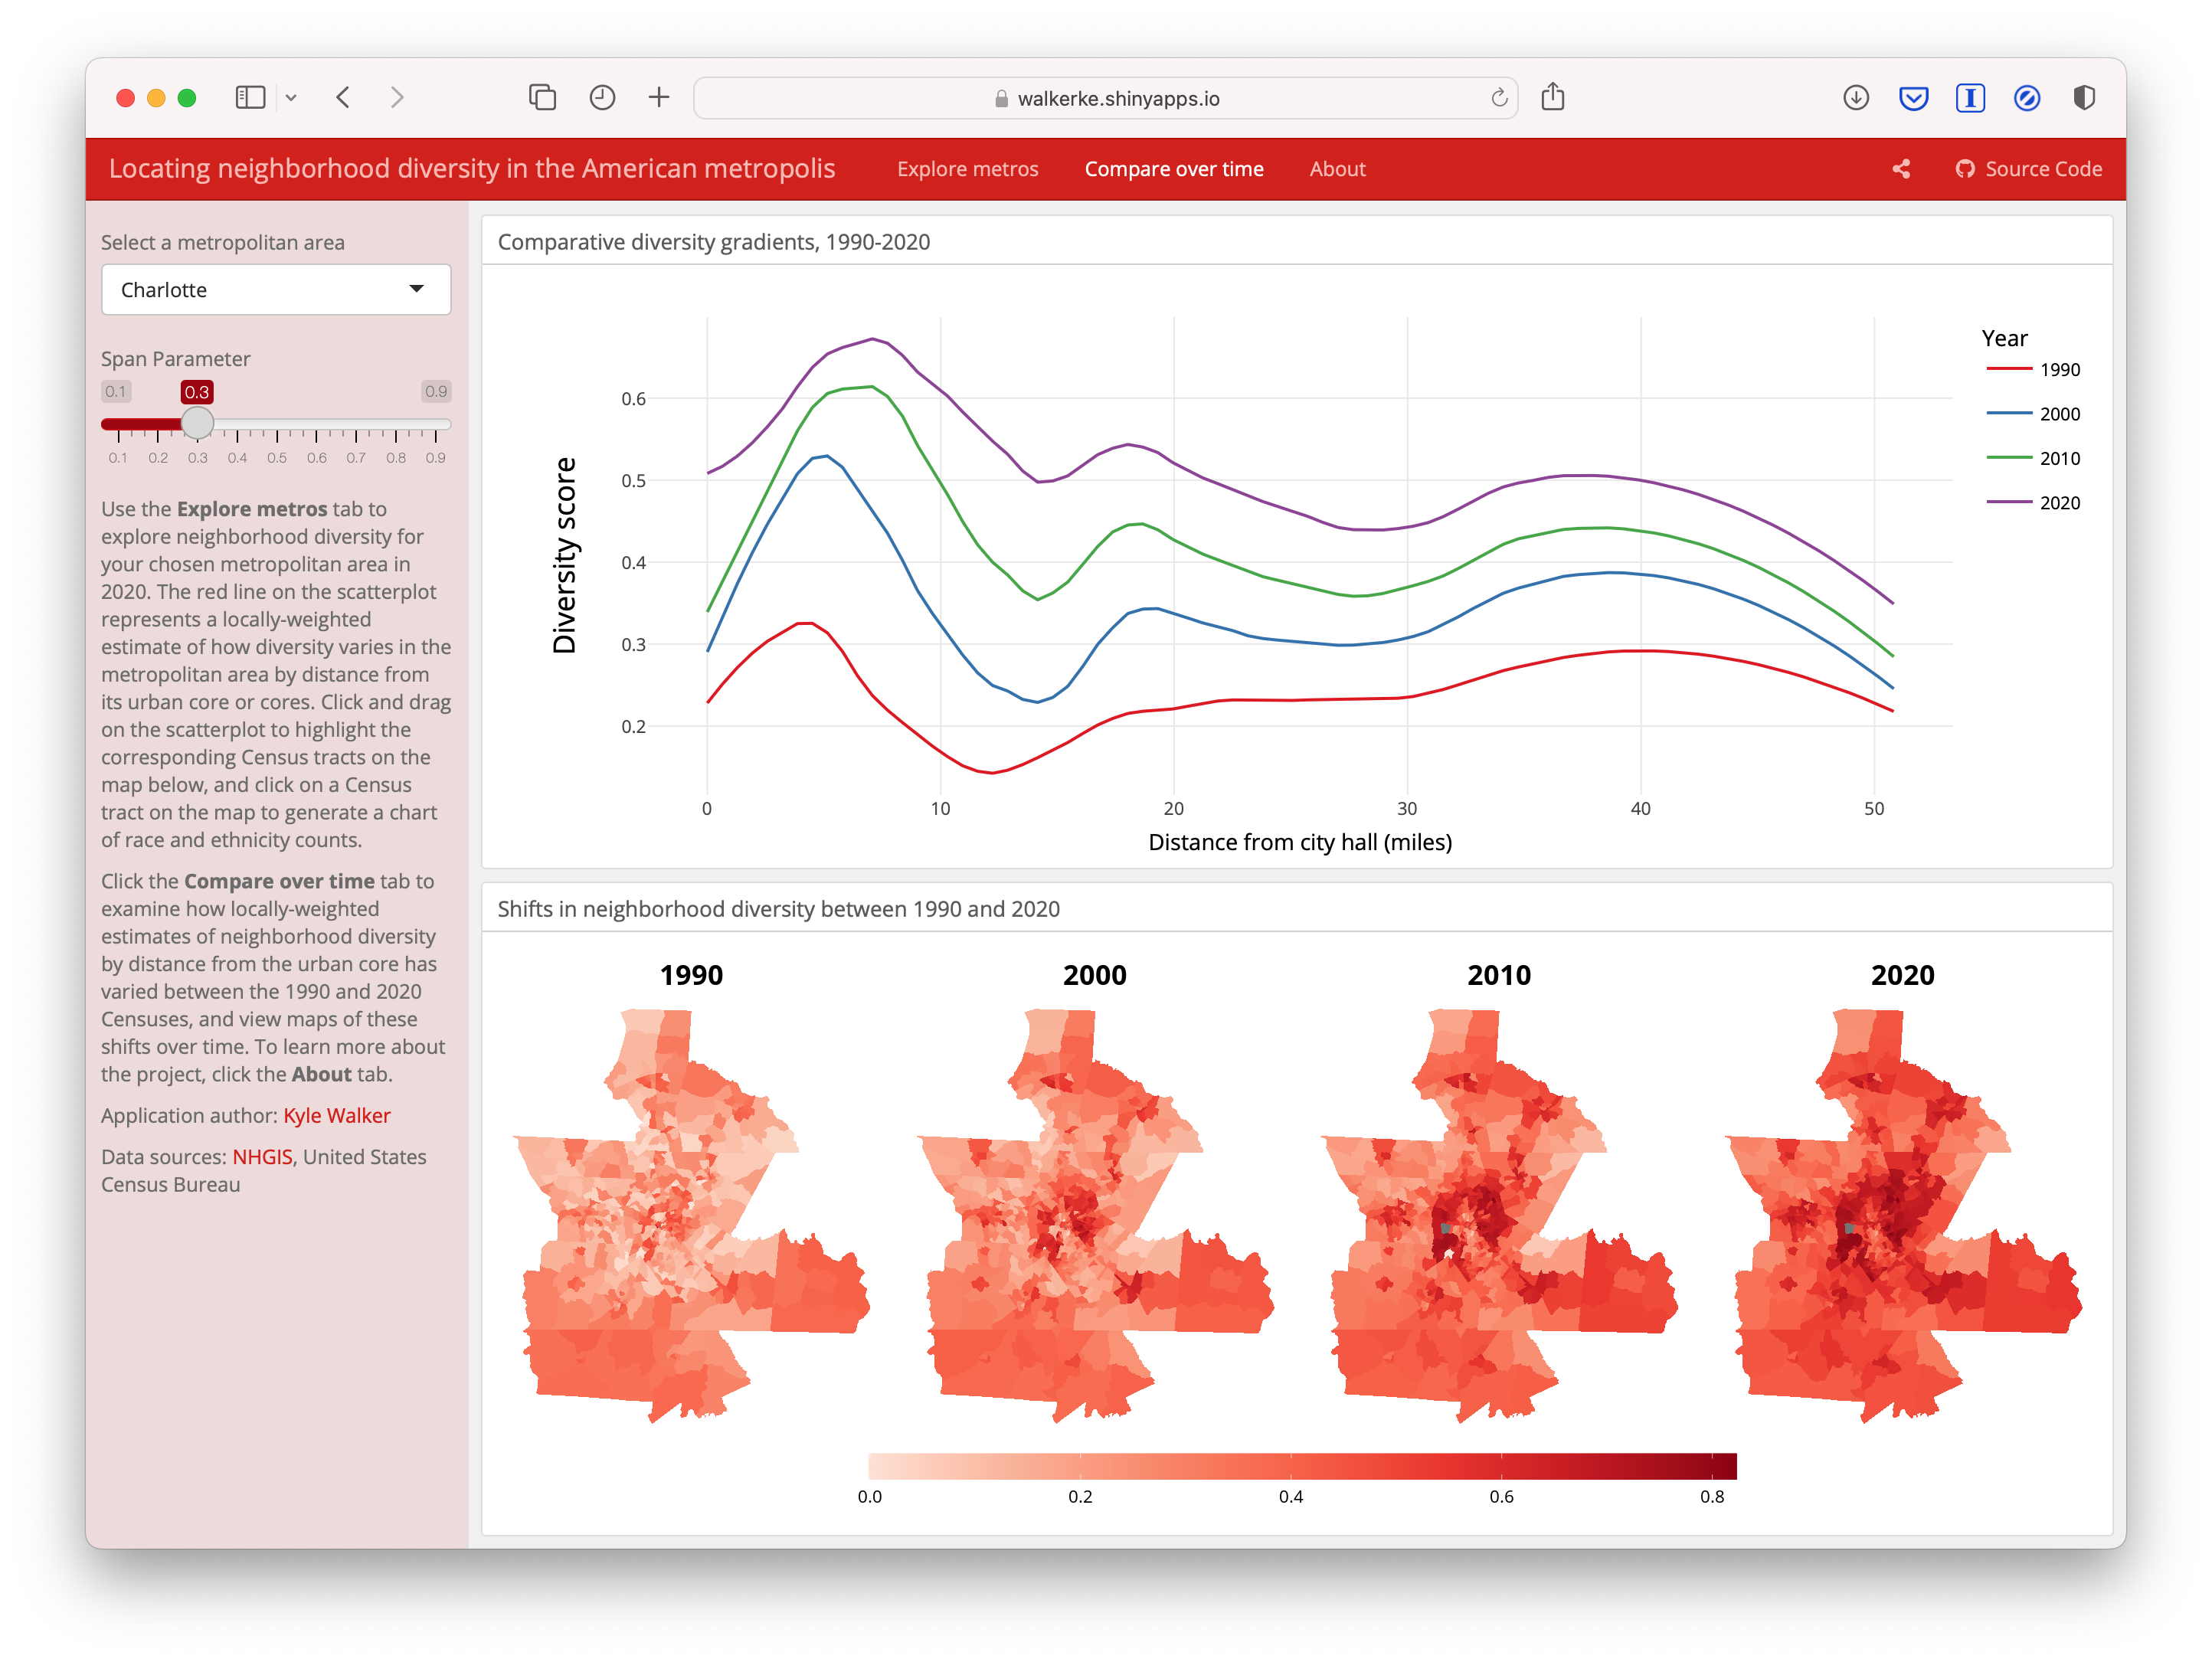 walkerke.shinyapps.io
Locating neighborhood diversity in the American metropolis
Explore metros
Compare over time
About
Source Code
Select a metropolitan area
Charlotte
Span Parameter
0.1
0.3
0.9
0.1 0.2 0.3 0.4 0.5 0.6 0.7 0.8 0.9
Use the Explore metros tab to
explore neighborhood diversity for
your chosen metropolitan area in
2020. The red line on the scatterplot
represents a locally-weighted
estimate of how diversity varies in the
metropolitan area by distance from
its urban core or cores. Click and drag
on the scatterplot to highlight the
corresponding Census tracts on the
map below, and click on a Census
tract on the map to generate a chart
of race and ethnicity counts.
Click the Compare over time tab to
examine how locally-weighted
estimates of neighborhood diversity
by distance from the urban core has
varied between the 1990 and 2020
Censuses, and view maps of these
shifts over time. To learn more about
the project, click the About tab.
Application author: Kyle Walker
Data sources: NHGIS, United States
Census Bureau
Comparative diversity gradients, 1990-2020
Diversity score
0.6
0.5
0.4
0.3
0.2
0 10 20 30 40 50
Distance from city hall (miles)
Year
1990
2000
2010
2020
Shifts in neighborhood diversity between 1990 and 2020
1990 2000 2010 2020
0.0 0.2 0.4 0.6 0.8